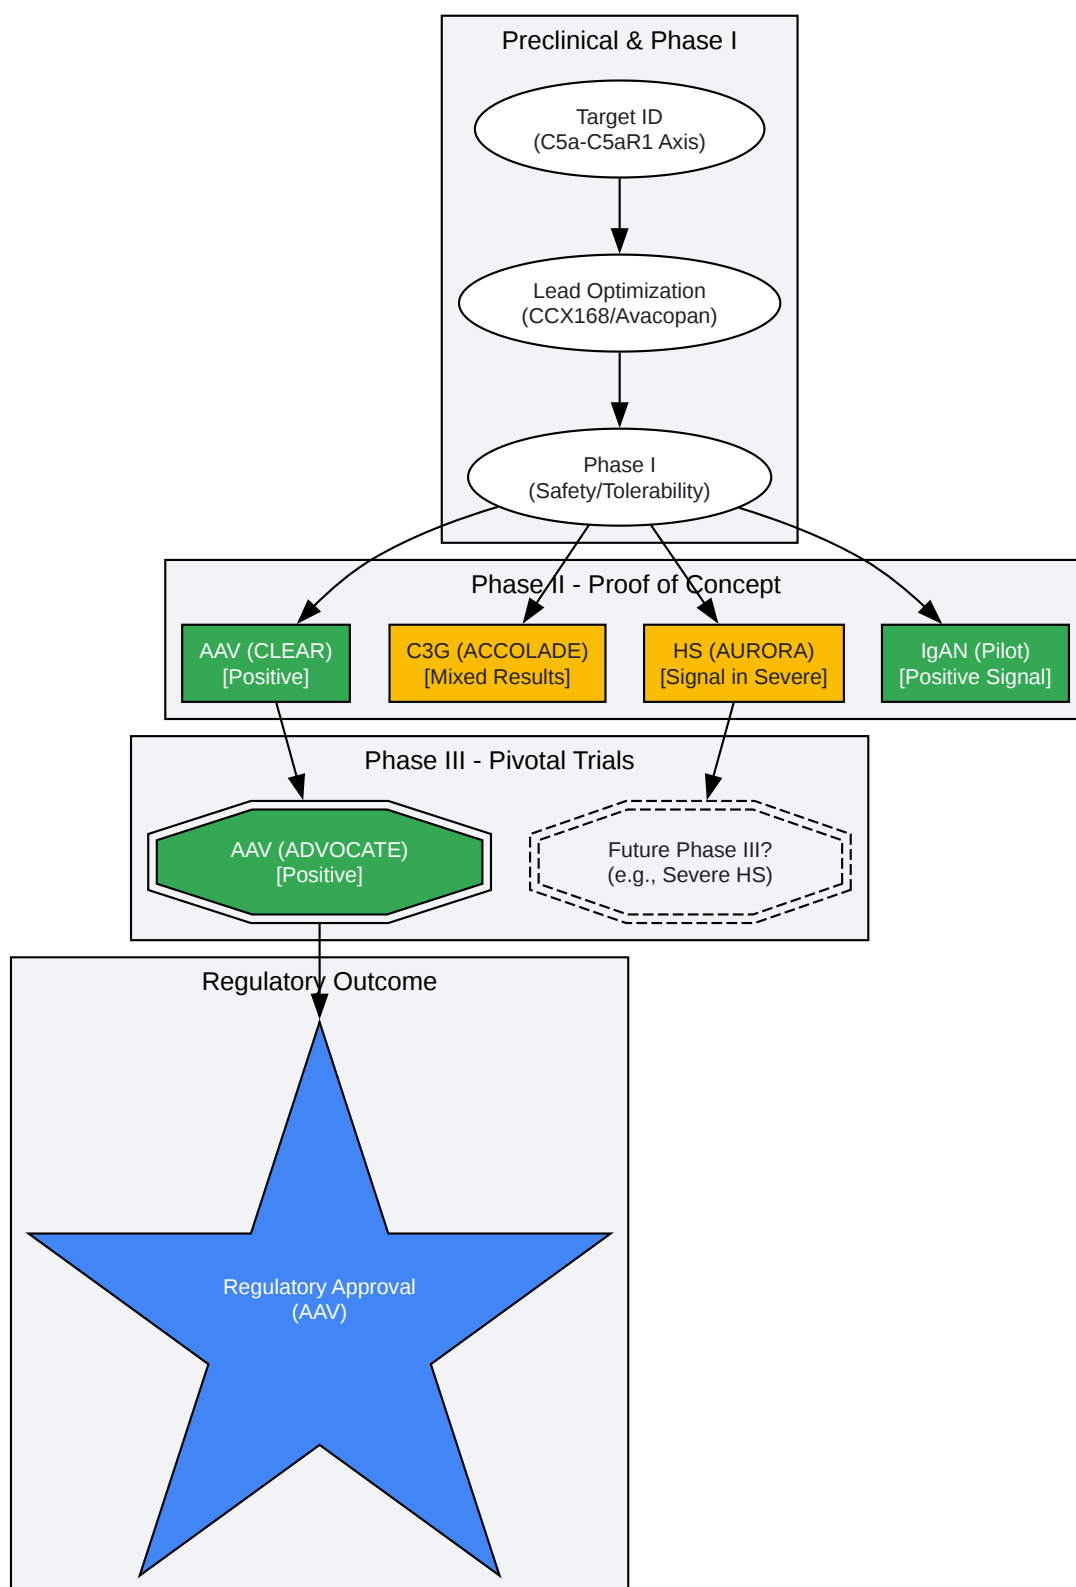 Preclinical & Phase I
Target ID
(C5a-C5aR1 Axis)
Lead Optimization
(CCX168/Avacopan)
Phase I
(Safety/Tolerability)
Phase II - Proof of Concept
AAV (CLEAR)
[Positive]
C3G (ACCOLADE)
[Mixed Results]
HS (AURORA)
[Signal in Severe]
IgAN (Pilot)
[Positive Signal]
Phase III - Pivotal Trials
AAV (ADVOCATE)
[Positive]
Future Phase III?
(e.g., Severe HS)
Regulatory Outcome
Regulatory Approval
(AAV)